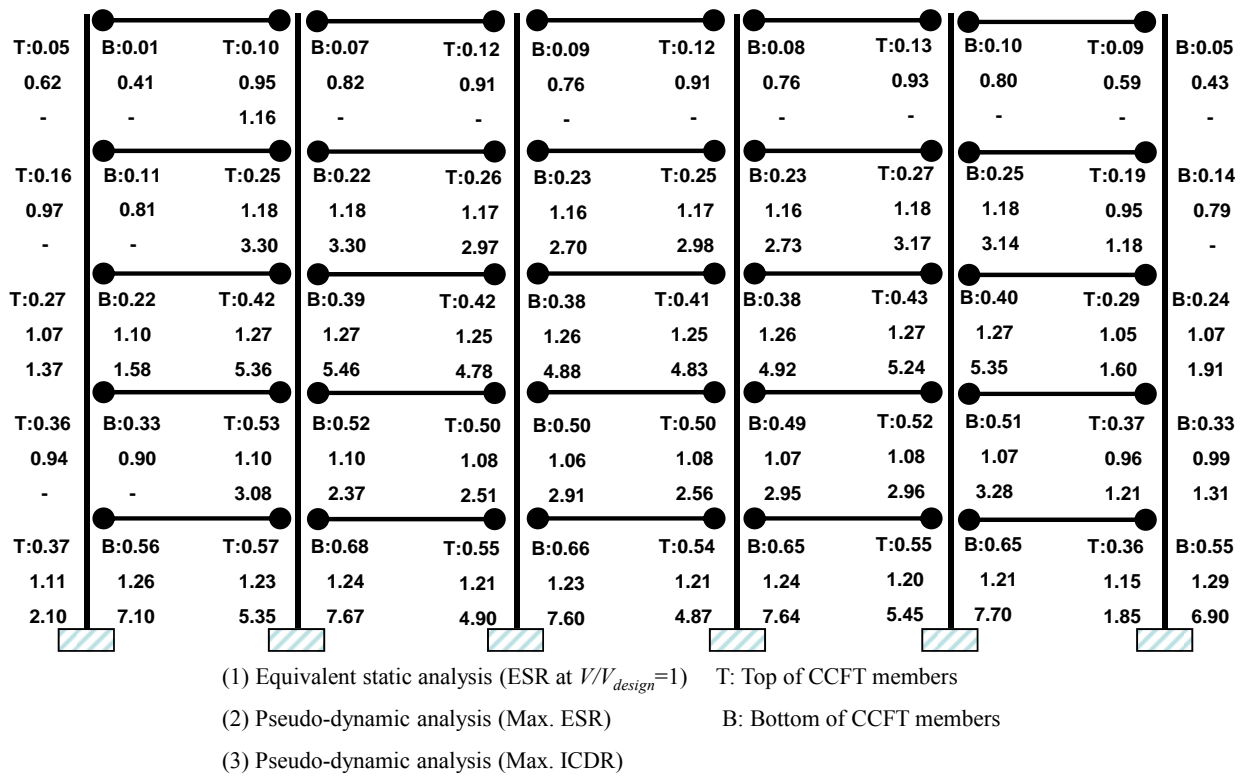 T:0.05 B:0.01 T:0.10 B:0.07 T:0.12 B:0.09 T:0.12 B:0.08 T:0.13 B:0.10 T:0.09 B:0.05
0.62 0.41 0.95 0.82 0.91 0.76 0.91 0.76 0.93 0.80 0.59 0.43
- - 1.16 - - - - - - - - -
T:0.16 B:0.11 T:0.25 B:0.22 T:0.26 B:0.23 T:0.25 B:0.23 T:0.27 B:0.25 T:0.19 B:0.14
0.97 0.81 1.18 1.18 1.17 1.16 1.17 1.16 1.18 1.18 0.95 0.79
- - 3.30 3.30 2.97 2.70 2.98 2.73 3.17 3.14 1.18 -
T:0.27 B:0.22 T:0.42 B:0.39 T:0.42 B:0.38 T:0.41 B:0.38 T:0.43 B:0.40 T:0.29 B:0.24
1.07 1.10 1.27 1.27 1.25 1.26 1.25 1.26 1.27 1.27 1.05 1.07
1.37 1.58 5.36 5.46 4.78 4.88 4.83 4.92 5.24 5.35 1.60 1.91
T:0.36 B:0.33 T:0.53 B:0.52 T:0.50 B:0.50 T:0.50 B:0.49 T:0.52 B:0.51 T:0.37 B:0.33
0.94 0.90 1.10 1.10 1.08 1.06 1.08 1.07 1.08 1.07 0.96 0.99
- - 3.08 2.37 2.51 2.91 2.56 2.95 2.96 3.28 1.21 1.31
T:0.37 B:0.56 T:0.57 B:0.68 T:0.55 B:0.66 T:0.54 B:0.65 T:0.55 B:0.65 T:0.36 B:0.55
1.11 1.26 1.23 1.24 1.21 1.23 1.21 1.24 1.20 1.21 1.15 1.29
2.10 7.10 5.35 7.67 4.90 7.60 4.87 7.64 5.45 7.70 1.85 6.90
(1) Equivalent static analysis (ESR at V/Vdesign=1) T: Top of CCFT members
(2) Pseudo-dynamic analysis (Max. ESR) B: Bottom of CCFT members
(3) Pseudo-dynamic analysis (Max. ICDR)